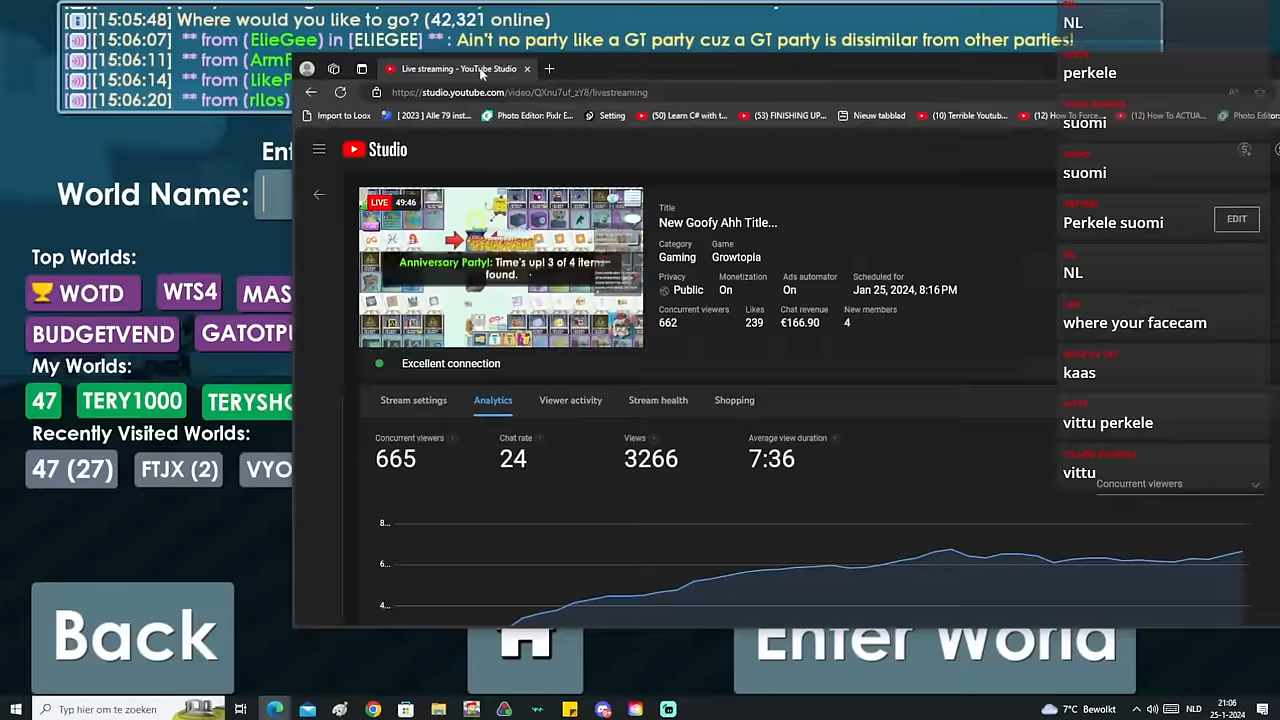 [15:05:48] Where would you like to go? (42,321 online)
[15:06:07] ** from (ElieGee) in [ELIEGEE] ** : Ain't no party like a GT party cuz a GT party is dissimilar from other parties!
[15:06:11] ** from (ArmF
[15:06:14] ** from (LikeP
[15:06:20] ** from (rllos)
World Name:
Top Worlds:
WOTD
WTS4
MAS
BUDGETVEND
GATOTPU
My Worlds:
47
TERY1000
TERYSHO
Recently Visited Worlds:
47 (27)
FTJX (2)
VYO
Back
Enter World
Live streaming - YouTube Studio
https://studio.youtube.com/video/QXnu7uf_zY8/livestreaming
Import to Loox
[ 2023 ] Alle 79 inst...
Photo Editor: Pixlr E...
Setting
(50) Learn C# with t...
(53) FINISHING UP...
Nieuw tabblad
(10) Terrible Youtub...
(12) How To Force...
(12) How To ACTUA...
Photo Editor:
Studio
LIVE 49:46
Anniversary Party!: Time's up! 3 of 4 items
found.
Title
New Goofy Ahh Title...
Category
Game
Gaming
Growtopia
Privacy
Monetization
Ads automator
Scheduled for
Public
On
On
Jan 25, 2024, 8:16 PM
Concurrent viewers
Likes
Chat revenue
New members
662
239
€166.90
4
EDIT
Excellent connection
Stream settings
Analytics
Viewer activity
Stream health
Shopping
Concurrent viewers
Chat rate
Views
Average view duration
665
24
3266
7:36
Concurrent viewers
8...
6...
4...
NL
perkele
suomi
suomi
Perkele suomi
NL
where your facecam
kaas
vittu perkele
vittu
Typ hier om te zoeken
7°C Bewolkt
NLD
21:06
25-1-2024